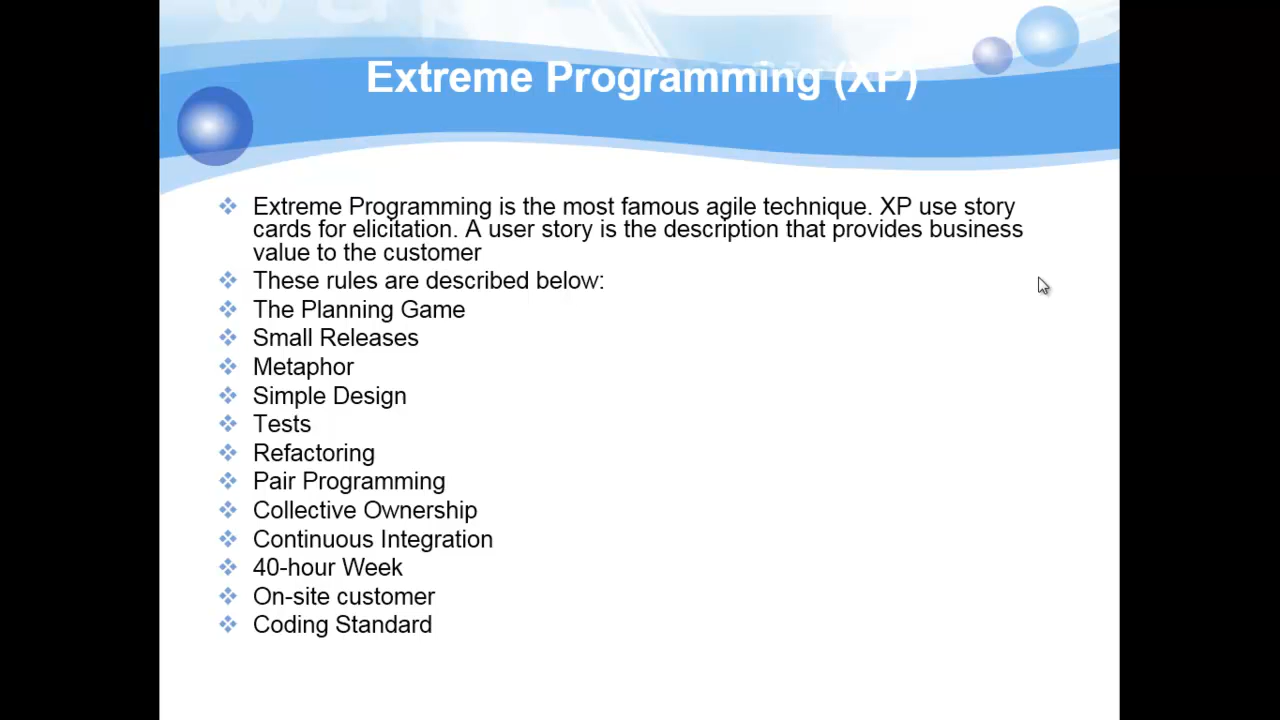 Extreme Programming (XP)
Extreme Programming is the most famous agile technique. XP use story
cards for elicitation. A user story is the description that provides business
value to the customer
These rules are described below:
The Planning Game
Small Releases
Metaphor
Simple Design
Tests
Refactoring
Pair Programming
Collective Ownership
Continuous Integration
40-hour Week
On-site customer
Coding Standard